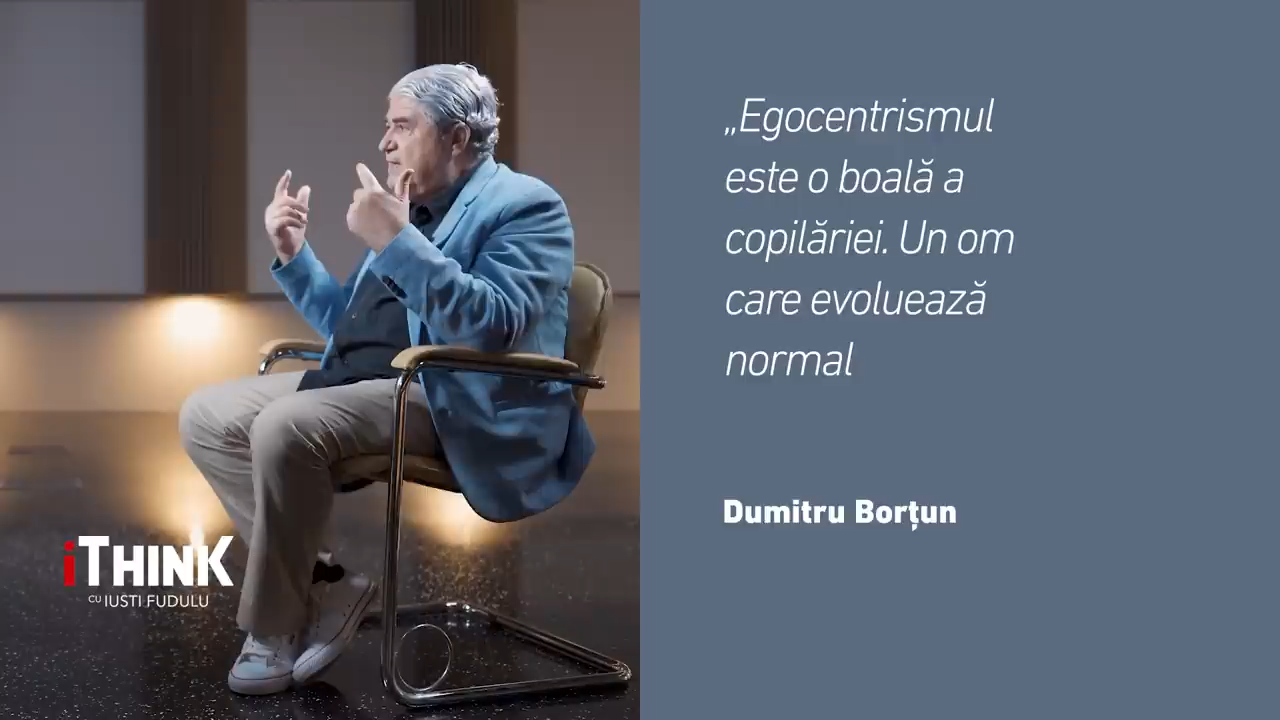 „Egocentrismul
este o boală a
copilăriei. Un om
care evoluează
normal
Dumitru Borțun
iTHINK
CU IUSTI FUDULU